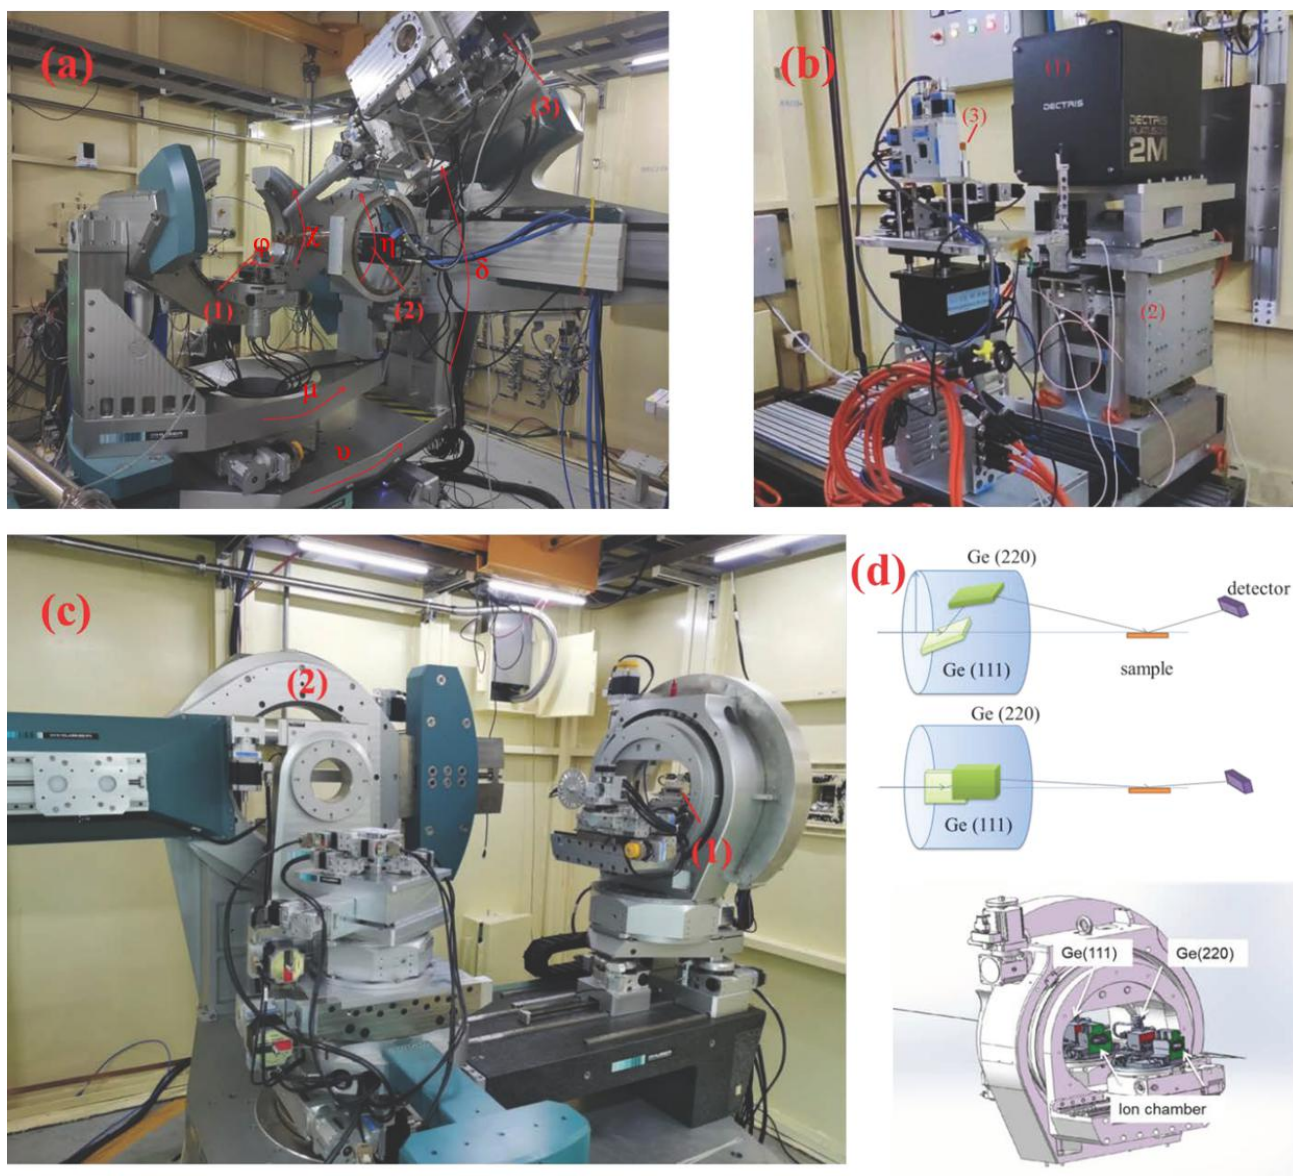 (a)
(3)
φ
χ
η
δ
(1)
(2)
μ
υ
(b)
(1)
(3)
DECTRIS
DECTRIS
2M
(2)
(c)
(2)
(1)
(d)
Ge (220)
detector
Ge (111)
sample
Ge (220)
Ge (111)
Ge(111)
Ge(220)
Ion chamber